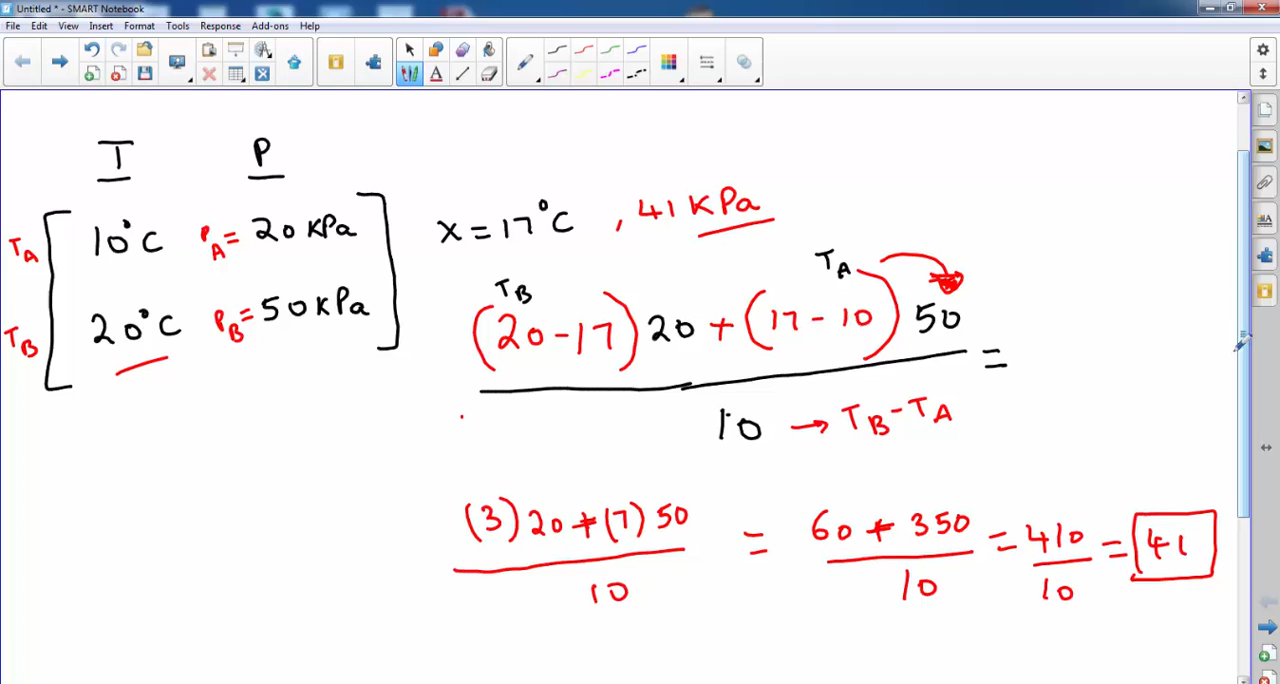 Untitled * - SMART Notebook
File Edit View Insert Format Tools Response Add-ons Help
T P
TA 10°C PA = 20 KPa x = 17°C , 41 KPa
TB 20°C PB = 50 KPa
TB TA
(20 - 17) 20 + (17 - 10) 50 =
10 → TB - TA
(3) 20 + (7) 50 = 60 + 350 = 410 = 41
10 10 10